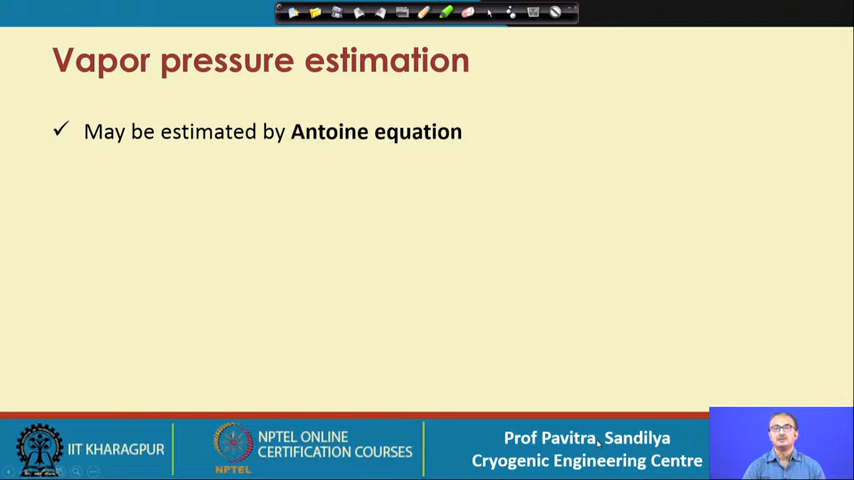 Vapor pressure estimation
✓ May be estimated by Antoine equation
IIT KHARAGPUR
NPTEL
NPTEL ONLINE
CERTIFICATION COURSES
Prof Pavitra Sandilya
Cryogenic Engineering Centre